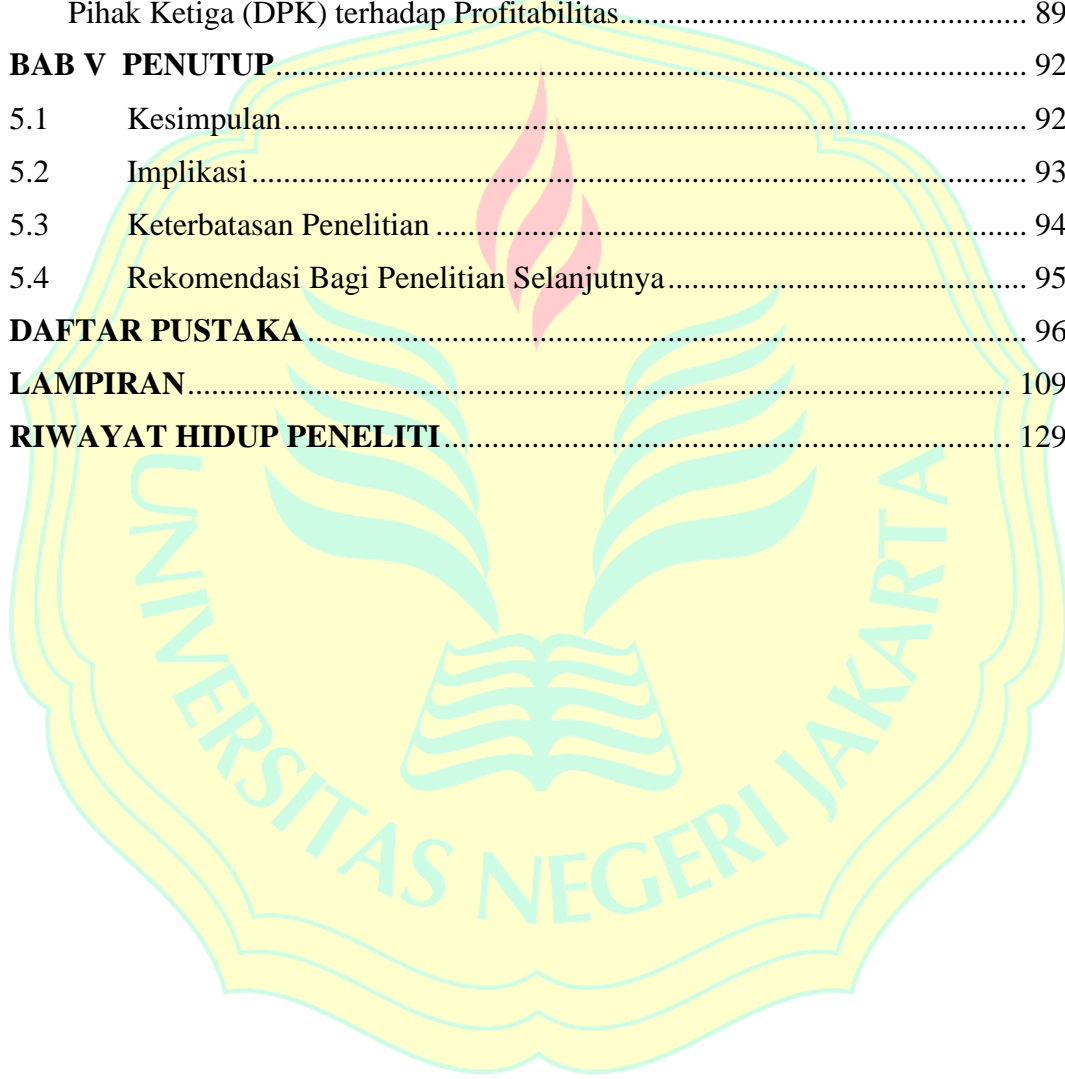 Pihak Ketiga (DPK) terhadap Profitabilitas.......... 89
BAB V PENUTUP.......... 92
5.1 Kesimpulan.......... 92
5.2 Implikasi.......... 93
5.3 Keterbatasan Penelitian.......... 94
5.4 Rekomendasi Bagi Penelitian Selanjutnya.......... 95
DAFTAR PUSTAKA.......... 96
LAMPIRAN.......... 109
RIWAYAT HIDUP PENELITI.......... 129
UNIVERSITAS NEGERI JAKARTA